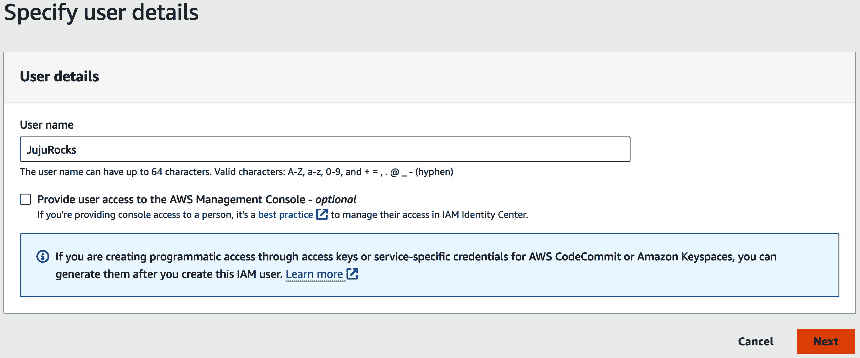 Specify user details
User details
User name
JujuRocks
The user name can have up to 64 characters. Valid characters: A-Z, a-z, 0-9, and + = , . @ _ - (hyphen)
Provide user access to the AWS Management Console - optional
If you're providing console access to a person, it's a best practice to manage their access in IAM Identity Center.
If you are creating programmatic access through access keys or service-specific credentials for AWS CodeCommit or Amazon Keyspaces, you can
generate them after you create this IAM user. Learn more
Cancel Next